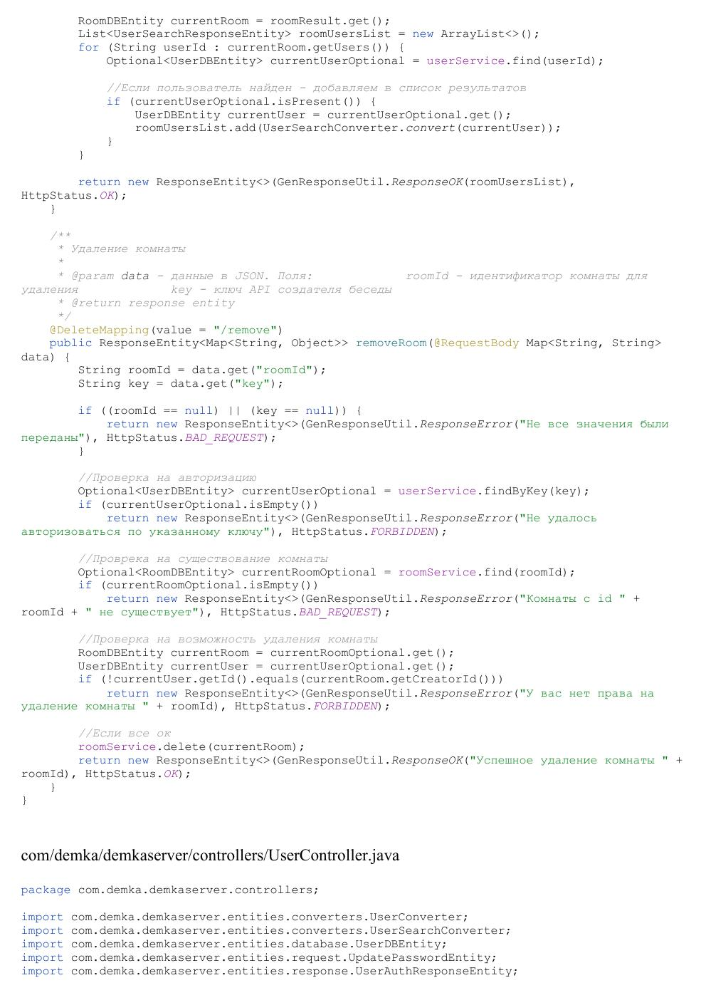 RoomDBEntity currentRoom = roomResult.get();
        List<UserSearchResponseEntity> roomUsersList = new ArrayList<>();
        for (String userId : currentRoom.getUsers()) {
            Optional<UserDBEntity> currentUserOptional = userService.find(userId);

            //Если пользователь найден - добавляем в список результатов
            if (currentUserOptional.isPresent()) {
                UserDBEntity currentUser = currentUserOptional.get();
                roomUsersList.add(UserSearchConverter.convert(currentUser));
            }
        }

        return new ResponseEntity<>(GenResponseUtil.ResponseOK(roomUsersList),
HttpStatus.OK);
    }

    /**
     * Удаление комнаты
     *
     * @param data - данные в JSON. Поля:             roomId - идентификатор комнаты для
удаления             key - ключ API создателя беседы
     * @return response entity
     */
    @DeleteMapping(value = "/remove")
    public ResponseEntity<Map<String, Object>> removeRoom(@RequestBody Map<String, String>
data) {
        String roomId = data.get("roomId");
        String key = data.get("key");

        if ((roomId == null) || (key == null)) {
            return new ResponseEntity<>(GenResponseUtil.ResponseError("Не все значения были
переданы"), HttpStatus.BAD_REQUEST);
        }

        //Проверка на авторизацию
        Optional<UserDBEntity> currentUserOptional = userService.findByKey(key);
        if (currentUserOptional.isEmpty())
            return new ResponseEntity<>(GenResponseUtil.ResponseError("Не удалось
авторизоваться по указанному ключу"), HttpStatus.FORBIDDEN);

        //Проврека на существование комнаты
        Optional<RoomDBEntity> currentRoomOptional = roomService.find(roomId);
        if (currentRoomOptional.isEmpty())
            return new ResponseEntity<>(GenResponseUtil.ResponseError("Комнаты с id " +
roomId + " не существует"), HttpStatus.BAD_REQUEST);

        //Проверка на возможность удаления комнаты
        RoomDBEntity currentRoom = currentRoomOptional.get();
        UserDBEntity currentUser = currentUserOptional.get();
        if (!currentUser.getId().equals(currentRoom.getCreatorId()))
            return new ResponseEntity<>(GenResponseUtil.ResponseError("У вас нет права на
удаление комнаты " + roomId), HttpStatus.FORBIDDEN);

        //Если все ок
        roomService.delete(currentRoom);
        return new ResponseEntity<>(GenResponseUtil.ResponseOK("Успешное удаление комнаты " +
roomId), HttpStatus.OK);
    }
}

com/demka/demkaserver/controllers/UserController.java

package com.demka.demkaserver.controllers;

import com.demka.demkaserver.entities.converters.UserConverter;
import com.demka.demkaserver.entities.converters.UserSearchConverter;
import com.demka.demkaserver.entities.database.UserDBEntity;
import com.demka.demkaserver.entities.request.UpdatePasswordEntity;
import com.demka.demkaserver.entities.response.UserAuthResponseEntity;